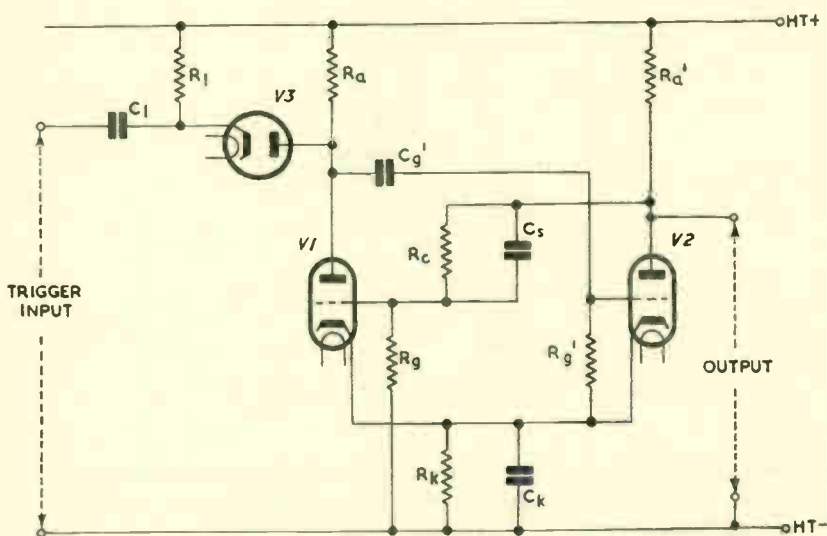 HT+
R1
Ra
Ra'
V3
C1
Cg'
V1
Rc
Cs
V2
TRIGGER
INPUT
Rg
Rg'
OUTPUT
Rk
Ck
HT-